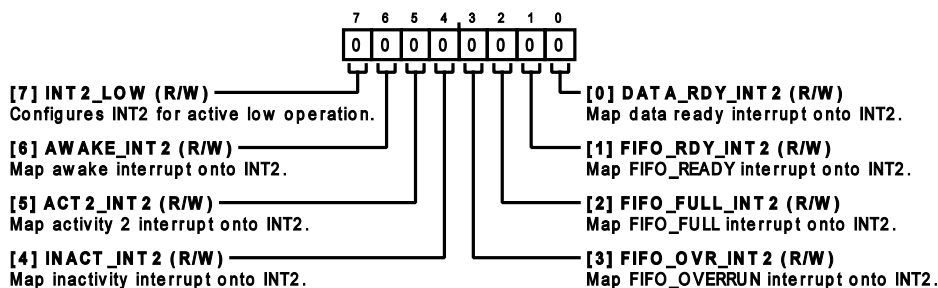 7 6 5 4 3 2 1 0
0 0 0 0 0 0 0 0
[7] INT2_LOW (R/W)
Configures INT2 for active low operation.
[6] AWAKE_INT2 (R/W)
Map awake interrupt onto INT2.
[5] ACT2_INT2 (R/W)
Map activity 2 interrupt onto INT2.
[4] INACT_INT2 (R/W)
Map inactivity interrupt onto INT2.
[0] DATA_RDY_INT2 (R/W)
Map data ready interrupt onto INT2.
[1] FIFO_RDY_INT2 (R/W)
Map FIFO_READY interrupt onto INT2.
[2] FIFO_FULL_INT2 (R/W)
Map FIFO_FULL interrupt onto INT2.
[3] FIFO_OVR_INT2 (R/W)
Map FIFO_OVERRUN interrupt onto INT2.